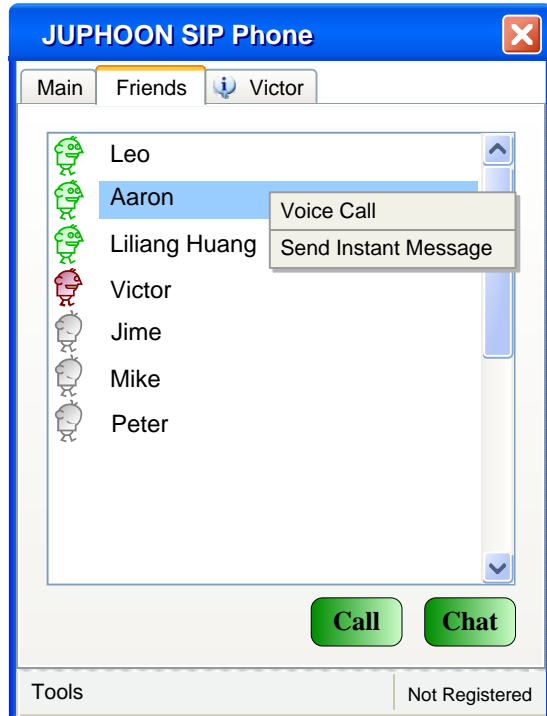 JUPHOON SIP Phone
Main
Friends
Victor
Leo
Aaron
Voice Call
Liliang Huang
Send Instant Message
Victor
Jime
Mike
Peter
Call
Chat
Tools
Not Registered